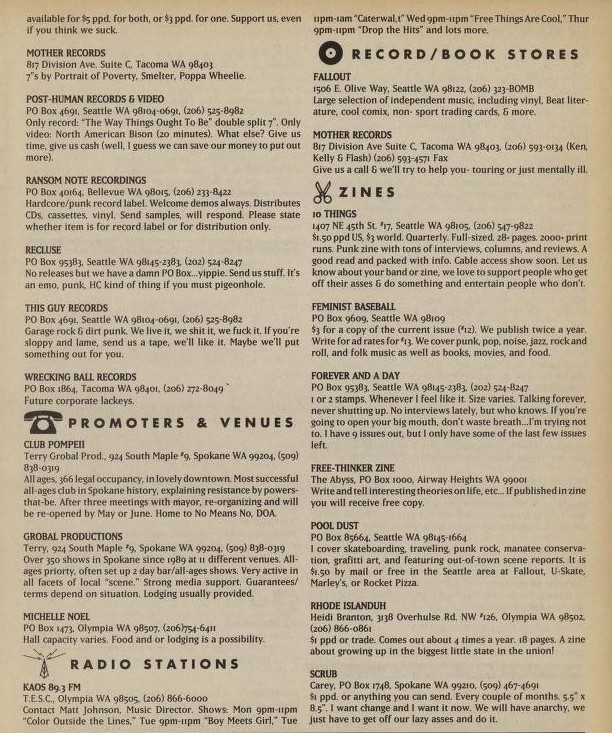 available for $5 ppd. for both, or $3 ppd. for one. Support us, even
if you think we suck.
MOTHER RECORDS
817 Division Ave. Suite C, Tacoma WA 98403
7"s by Portrait of Poverty, Smelter, Poppa Wheelie.
POST-HUMAN RECORDS & VIDEO
PO Box 4691, Seattle WA 98104-0691, (206) 525-8982
Only record: "The Way Things Ought To Be" double split 7". Only
video: North American Bison (20 minutes). What else? Give us
time, give us cash (well, I guess we can save our money to put out
more).
RANSOM NOTE RECORDINGS
PO Box 40164, Bellevue WA 98015, (206) 233-8422
Hardcore/punk record label. Welcome demos always. Distributes
CDs, cassettes, vinyl. Send samples, will respond. Please state
whether item is for record label or for distribution only.
RECLUSE
PO Box 95383, Seattle WA 98145-2383, (202) 524-8247
No releases but we have a damn PO Box...yippie. Send us stuff. It's
an emo, punk, HC kind of thing if you must pigeonhole.
THIS GUY RECORDS
PO Box 4691, Seattle WA 98104-0691, (206) 525-8982
Garage rock & dirt punk. We live it, we shit it, we fuck it. If you're
sloppy and lame, send us a tape, we'll like it. Maybe we'll put
something out for you.
WRECKING BALL RECORDS
PO Box 1864, Tacoma WA 98401, (206) 272-8049
Future corporate lackeys.
PROMOTERS & VENUES
CLUB POMPEII
Terry Grobal Prod., 924 South Maple #9, Spokane WA 99204, (509)
838-0319
All ages, 366 legal occupancy, in lovely downtown. Most successful
all-ages club in Spokane history, explaining resistance by powers-
that-be. After three meetings with mayor, re-organizing and will
be re-opened by May or June. Home to No Means No, DOA.
GROBAL PRODUCTIONS
Terry, 924 South Maple #9, Spokane WA 99204, (509) 838-0319
Over 350 shows in Spokane since 1989 at 11 different venues. All-
ages priorty, often set up 2 day bar/all-ages shows. Very active in
all facets of local "scene." Strong media support. Guarantees/
terms depend on situation. Lodging usually provided.
MICHELLE NOEL
PO Box 1473, Olympia WA 98507, (206)754-6411
Hall capacity varies. Food or lodging is a possibility.
RADIO STATIONS
KAOS 89.3 FM
T.E.S.C., Olympia WA 98505, (206) 866-6000
Contact Matt Johnson, Music Director. Shows: Mon 9pm-11pm
"Color Outside the Lines," Tue 9pm-11pm "Boy Meets Girl," Tue
11pm-1am "Caterwal,t" Wed 9pm-11pm "Free Things Are Cool," Thur
9pm-11pm "Drop the Hits" and lots more.
RECORD/BOOK STORES
FALLOUT
1506 E. Olive Way, Seattle WA 98122, (206) 323-BOMB
Large selection of independent music, including vinyl, Beat liter-
ature, cool comix, non- sport trading cards, & more.
MOTHER RECORDS
817 Division Ave Suite C, Tacoma WA 98403, (206) 593-0134 (Ken,
Kelly & Flash) (206) 593-4571 Fax
Give us a call & we'll try to help you- touring or just mentally ill.
ZINES
10 THINGS
1407 NE 45th St. #17, Seattle WA 98105, (206) 547-9822
$1.50 ppd US, $3 world. Quarterly. Full-sized. 28- pages. 2000+ print
runs. Punk zine with tons of interviews, columns, and reviews. A
good read and packed with info. Cable access show soon. Let us
know about your band or zine, we love to support people who get
off their asses & do something and entertain people who don't.
FEMINIST BASEBALL
PO Box 9609, Seattle WA 98109
$3 for a copy of the current issue (#12). We publish twice a year.
Write for ad rates for #13. We cover punk, pop, noise, jazz, rock and
roll, and folk music as well as books, movies, and food.
FOREVER AND A DAY
PO Box 95383, Seattle WA, 98145-2383, (202) 524-8247
1 or 2 stamps. Whenever I feel like it. Size varies. Talking forever,
never shutting up. No interviews lately, but who knows. If you're
going to open your big mouth, don't waste breath...I'm trying not
to. I have 9 issues out, but I only have some of the last few issues
left.
FREE-THINKER ZINE
The Abyss, PO Box 1000, Airway Heights WA 99001
Write and tell interesting theories on life, etc... If published in zine
you will receive free copy.
POOL DUST
PO Box 85664, Seattle WA, 98145-1664
I cover skateboarding, traveling, punk rock, manatee conserva-
tion, grafitti art, and featuring out-of-town scene reports. It is
$1.50 by mail or free in the Seattle area at Fallout, U-Skate,
Marley's, or Rocket Pizza.
RHODE ISLANDUH
Heidi Branton, 3138 Overhulse Rd. NW #126, Olympia WA 98502,
(206) 866-0861
$1 ppd or trade. Comes out about 4 times a year. 18 pages. A zine
about growing up in the biggest little state in the union!
SCRUB
Carey, PO Box 1748, Spokane WA 99210, (509) 467-4691
$1 ppd. or anything you can send. Every couple of months. 5.5" x
8.5". I want change and I want it now. We will have anarchy, we
just have to get off our lazy asses and do it.